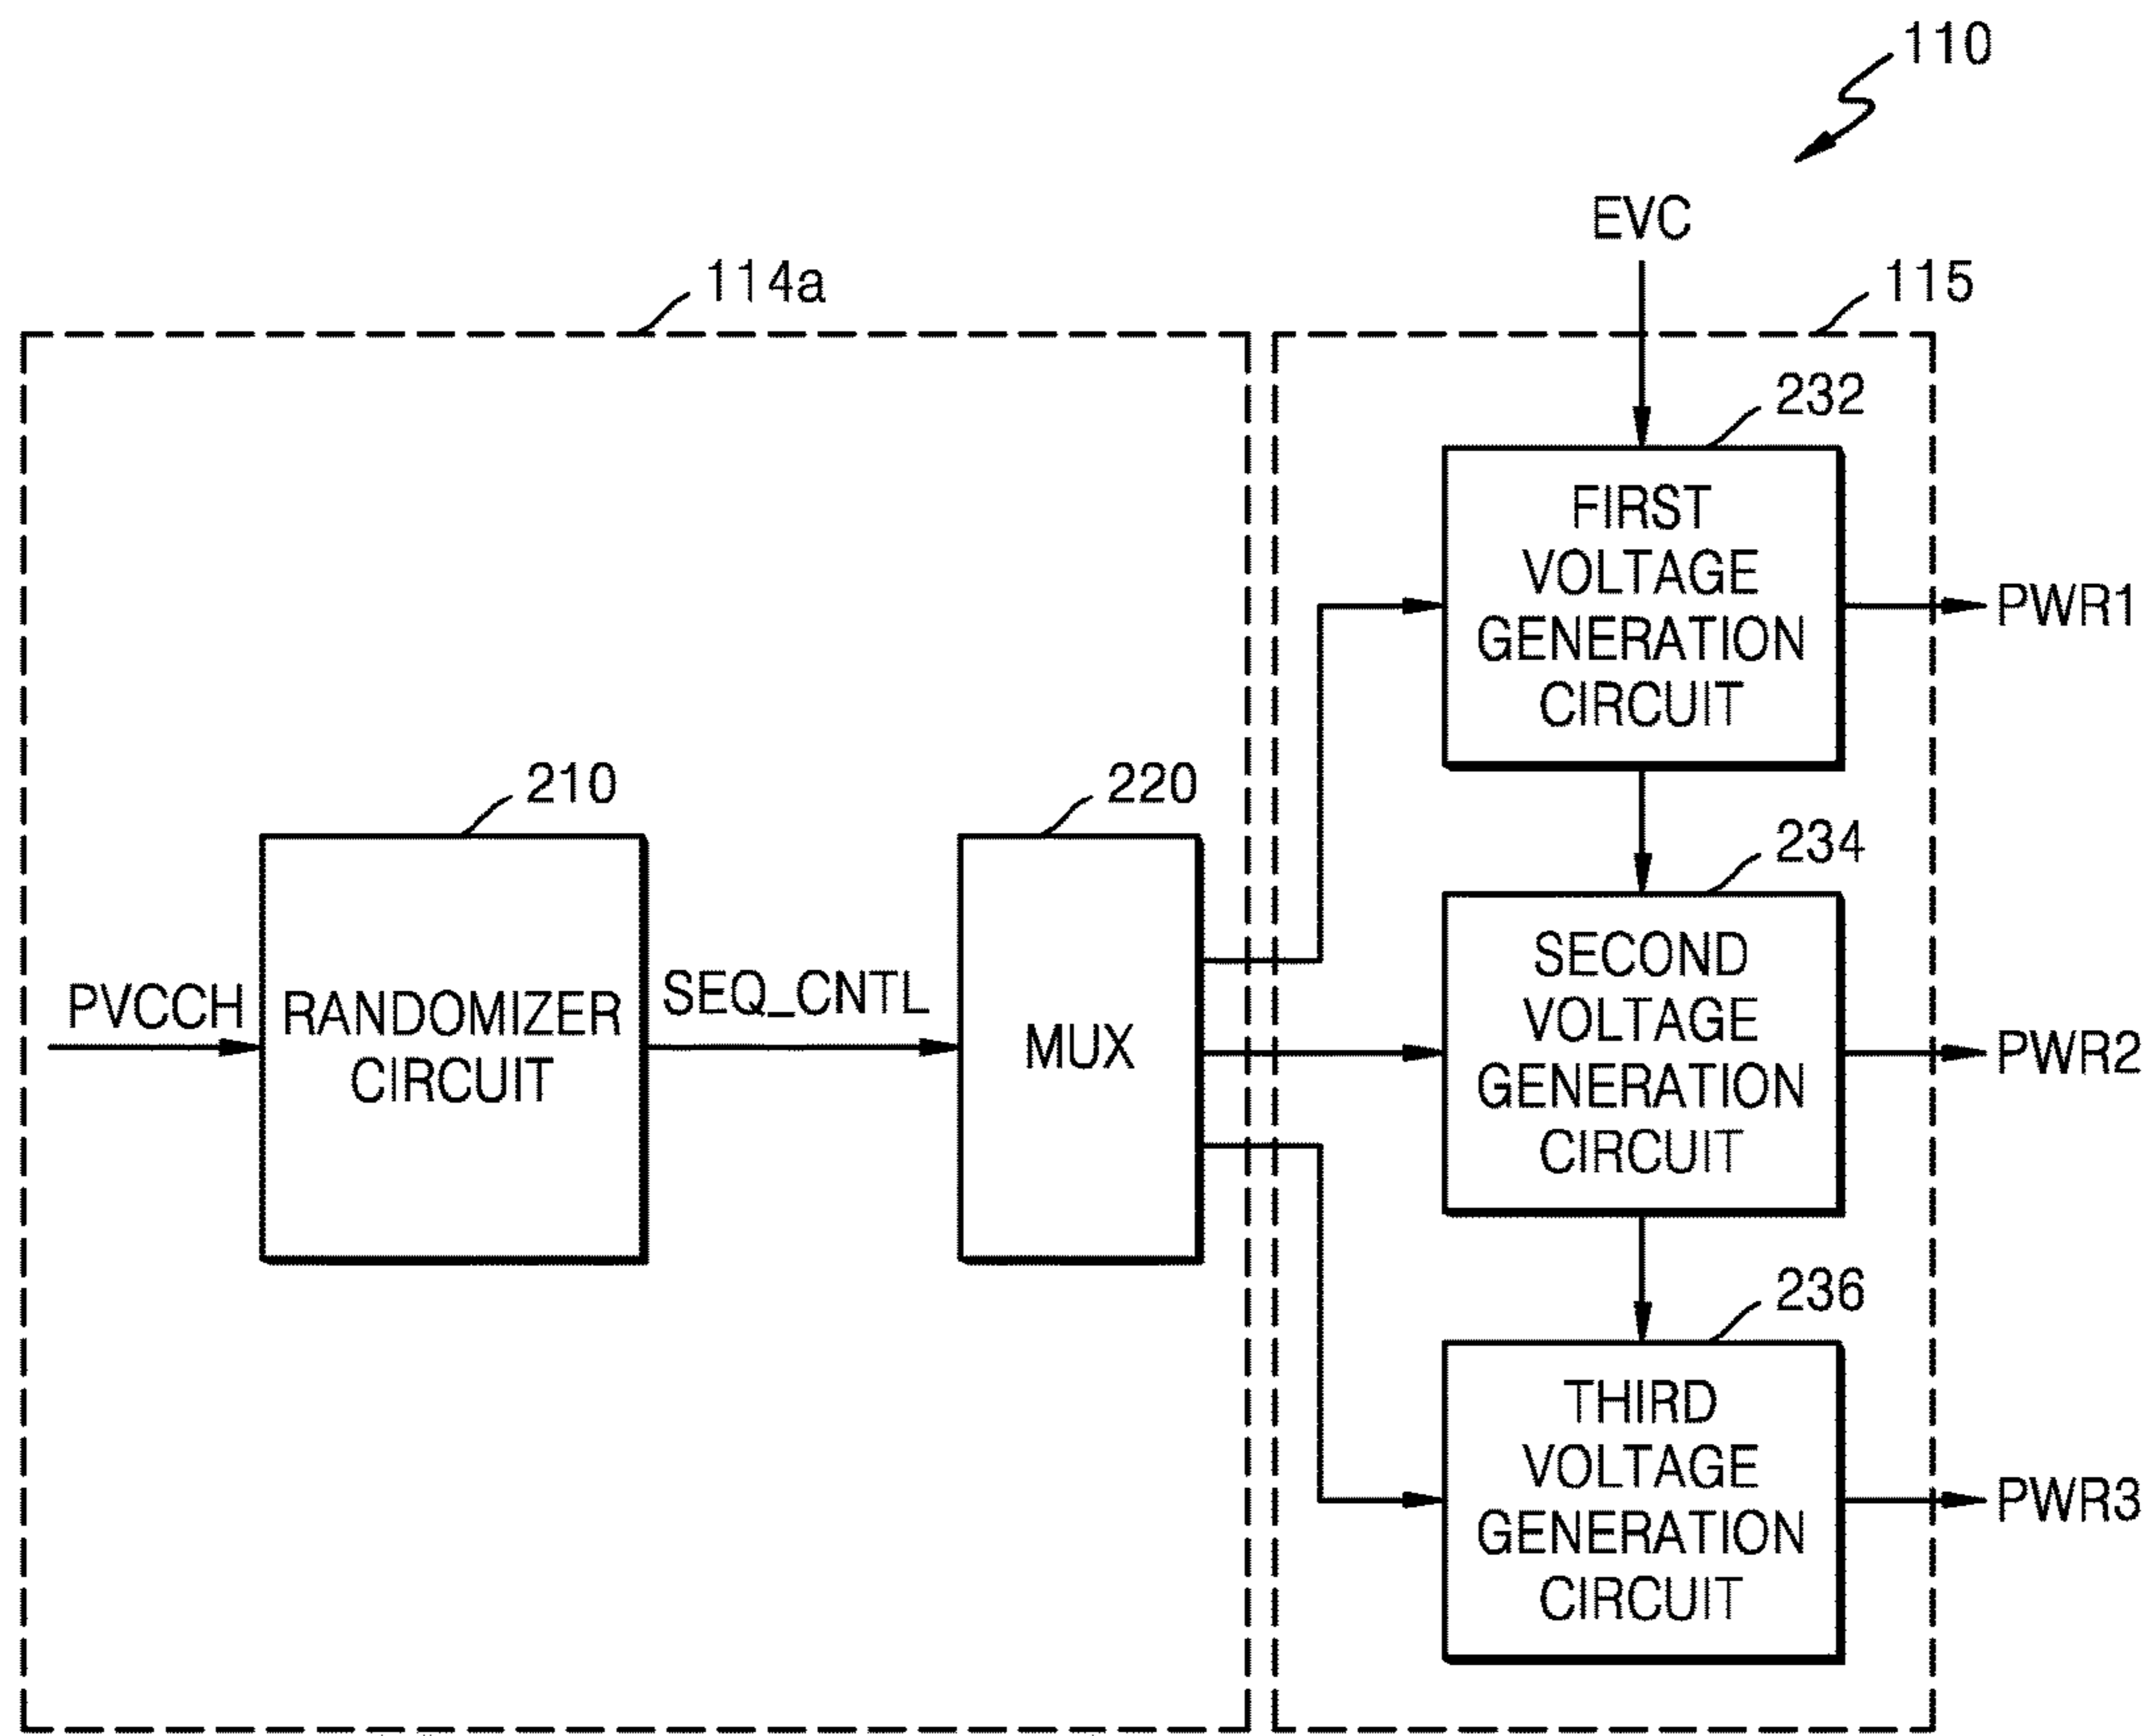 110
EVC
114a
115
232
FIRST
VOLTAGE
GENERATION
CIRCUIT
PWR1
210
220
234
PVCCH
RANDOMIZER
CIRCUIT
SEQ_CNTL
MUX
SECOND
VOLTAGE
GENERATION
CIRCUIT
PWR2
236
THIRD
VOLTAGE
GENERATION
CIRCUIT
PWR3